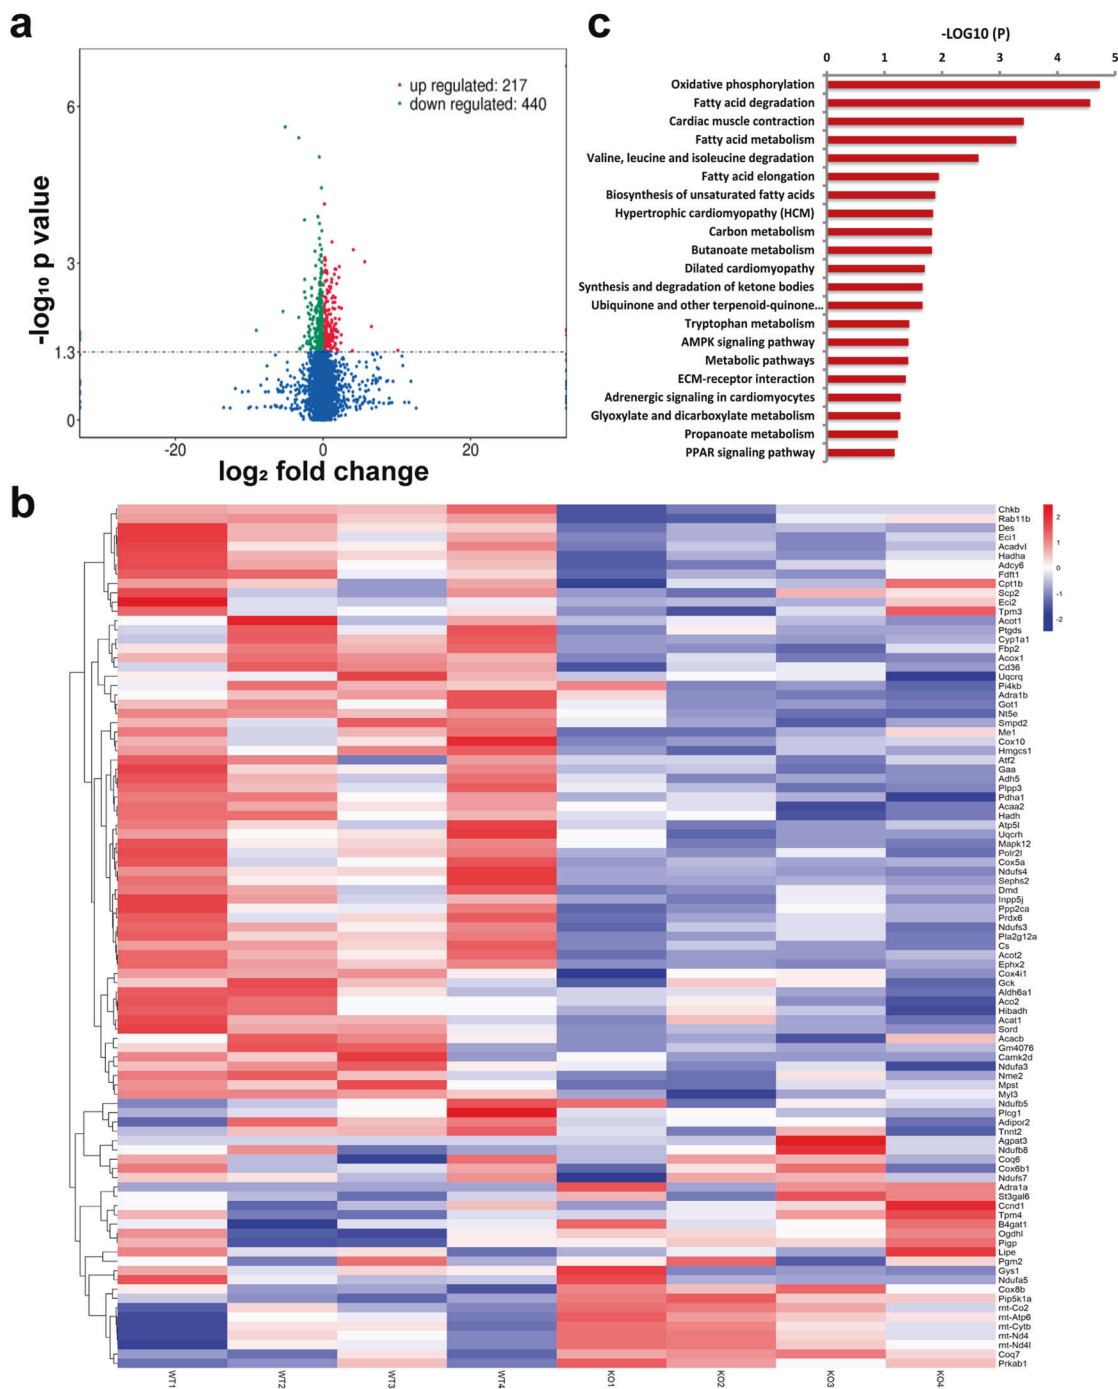 a
6
3
1.3
0
-20
0
20
-log₁₀ p value
log₂ fold change
up regulated: 217
down regulated: 440
c
-LOG10 (P)
0 1 2 3 4 5
Oxidative phosphorylation
Fatty acid degradation
Cardiac muscle contraction
Fatty acid metabolism
Valine, leucine and isoleucine degradation
Fatty acid elongation
Biosynthesis of unsaturated fatty acids
Hypertrophic cardiomyopathy (HCM)
Carbon metabolism
Butanoate metabolism
Dilated cardiomyopathy
Synthesis and degradation of ketone bodies
Ubiquinone and other terpenoid-quinone...
Tryptophan metabolism
AMPK signaling pathway
Metabolic pathways
ECM-receptor interaction
Adrenergic signaling in cardiomyocytes
Glyoxylate and dicarboxylate metabolism
Propanoate metabolism
PPAR signaling pathway
b
Chkb
Rab11b
Des
Eci1
Acadvl
Hadha
Adcy6
Fdft1
Cpt1b
Scp2
Eci2
Tpm3
Acot1
Ptgds
Cyp1a1
Fbp2
Acox1
Cd36
Uqcrq
Pi4kb
Adra1b
Got1
Nt5e
Smpd2
Me1
Cox10
Hmgcs1
Atf2
Gaa
Adh5
Plpp3
Pdha1
Acaa2
Hadh
Atp5l
Uqcrh
Mapk12
Polr2l
Cox5a
Ndufs4
Sephs2
Dmd
Inpp5j
Ppp2ca
Prdx6
Ndufs3
Pla2g12a
Cs
Acot2
Ephx2
Cox4i1
Gck
Aldh6a1
Aco2
Hibadh
Acat1
Sord
Acacb
Gm4076
Camk2d
Ndufa3
Nme2
Mpst
Myl3
Ndufb5
Plcg1
Adipor2
Tnnt2
Agpat3
Ndufb8
Coq6
Cox6b1
Ndufs7
Adra1a
St3gal6
Ccnd1
Tpm4
B4gat1
Ogdhl
Pigp
Lipe
Pgm2
Gys1
Ndufa5
Cox8b
Pip5k1a
mt-Co2
mt-Atp6
mt-Cytb
mt-Nd4
mt-Nd4l
Coq7
Prkab1
2
1
0
-1
-2
WT1 WT2 WT3 WT4 KO1 KO2 KO3 KO4